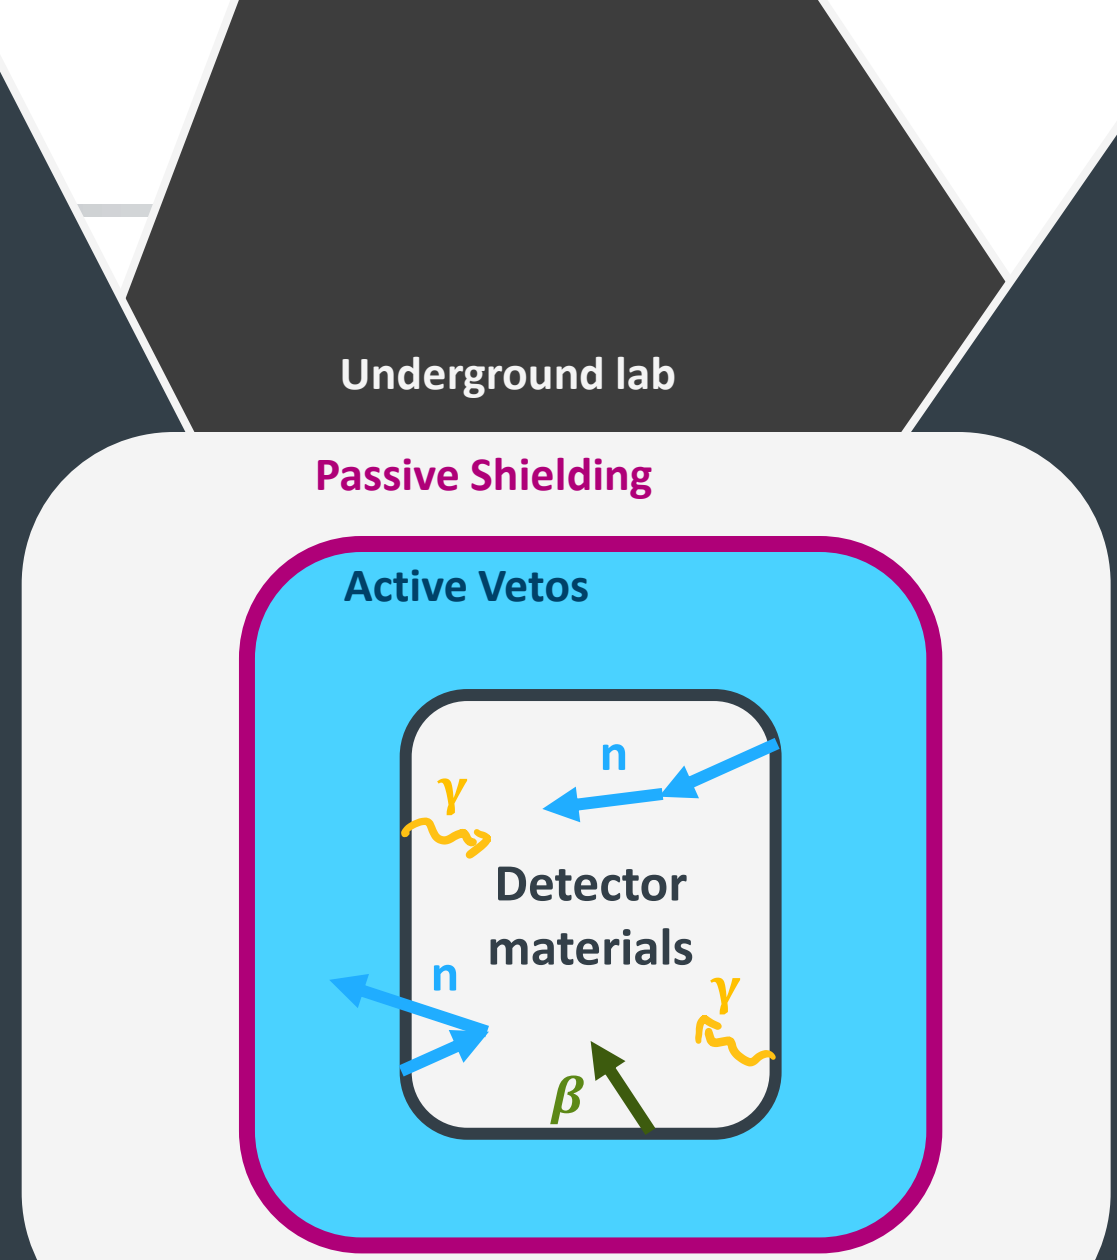 Underground lab
Passive Shielding
Active Vetos
n
γ
Detector
materials
n
γ
β